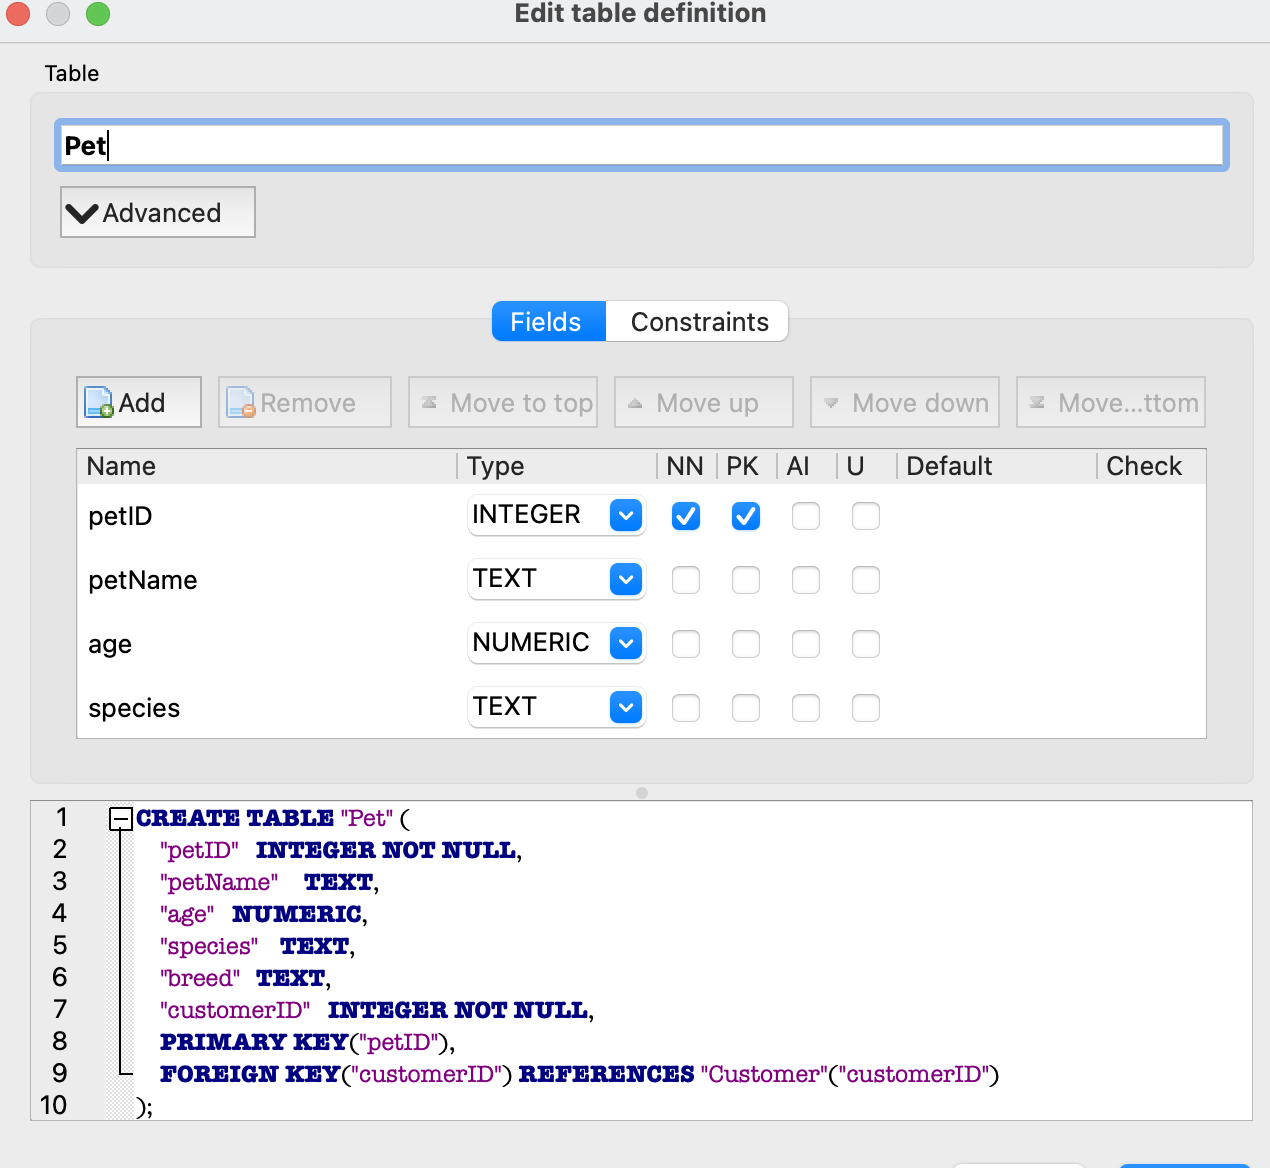 Edit table definition
Table
Pet
Advanced
Fields Constraints
Add Remove Move to top Move up Move down Move...ttom
Name Type NN PK AI U Default Check
petID INTEGER
petName TEXT
age NUMERIC
species TEXT
1 CREATE TABLE "Pet" (
2 "petID" INTEGER NOT NULL,
3 "petName" TEXT,
4 "age" NUMERIC,
5 "species" TEXT,
6 "breed" TEXT,
7 "customerID" INTEGER NOT NULL,
8 PRIMARY KEY("petID"),
9 FOREIGN KEY("customerID") REFERENCES "Customer"("customerID")
10 );